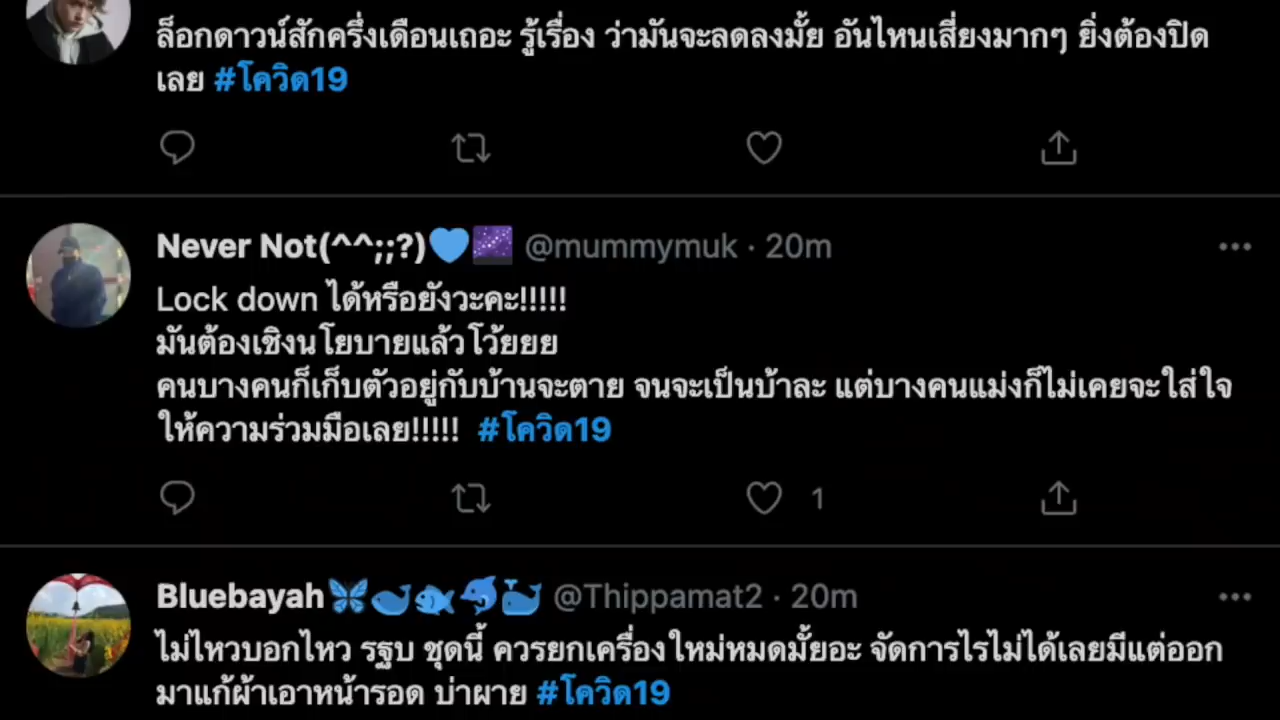 ล็อกดาวน์สักครึ่งเดือนเถอะ รู้เรื่อง ว่ามันจะลดลงมั้ย อันไหนเสี่ยงมากๆ ยิ่งต้องปิด
เลย #โควิด19
Never Not(^^;;?)💙🌌 @mummymuk · 20m
Lock down ได้หรือยังวะคะ!!!!!
มันต้องเชิงนโยบายแล้วโว้ยยย
คนบางคนก็เก็บตัวอยู่กับบ้านจะตาย จนจะเป็นบ้าละ แต่บางคนแม่งก็ไม่เคยจะใส่ใจ
ให้ความร่วมมือเลย!!!!! #โควิด19
1
Bluebayah🦋🐋🐟🐬🐳 @Thippamat2 · 20m
ไม่ไหวบอกไหว รฐบ ชุดนี้ ควรยกเครื่องใหม่หมดมั้ยอะ จัดการไรไม่ได้เลยมีแต่ออก
มาแก้ผ้าเอาหน้ารอด บ่าผาย #โควิด19